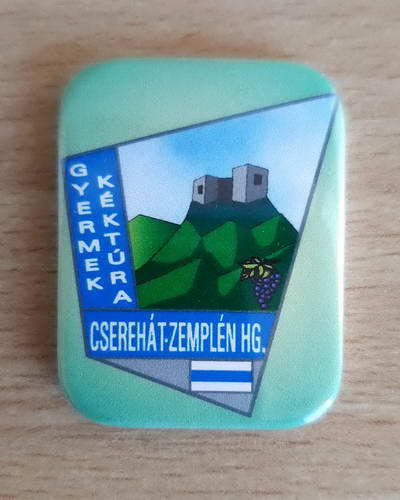 GYERMEK
KÉKTÚRA
CSEREHÁT-ZEMPLÉN HG.